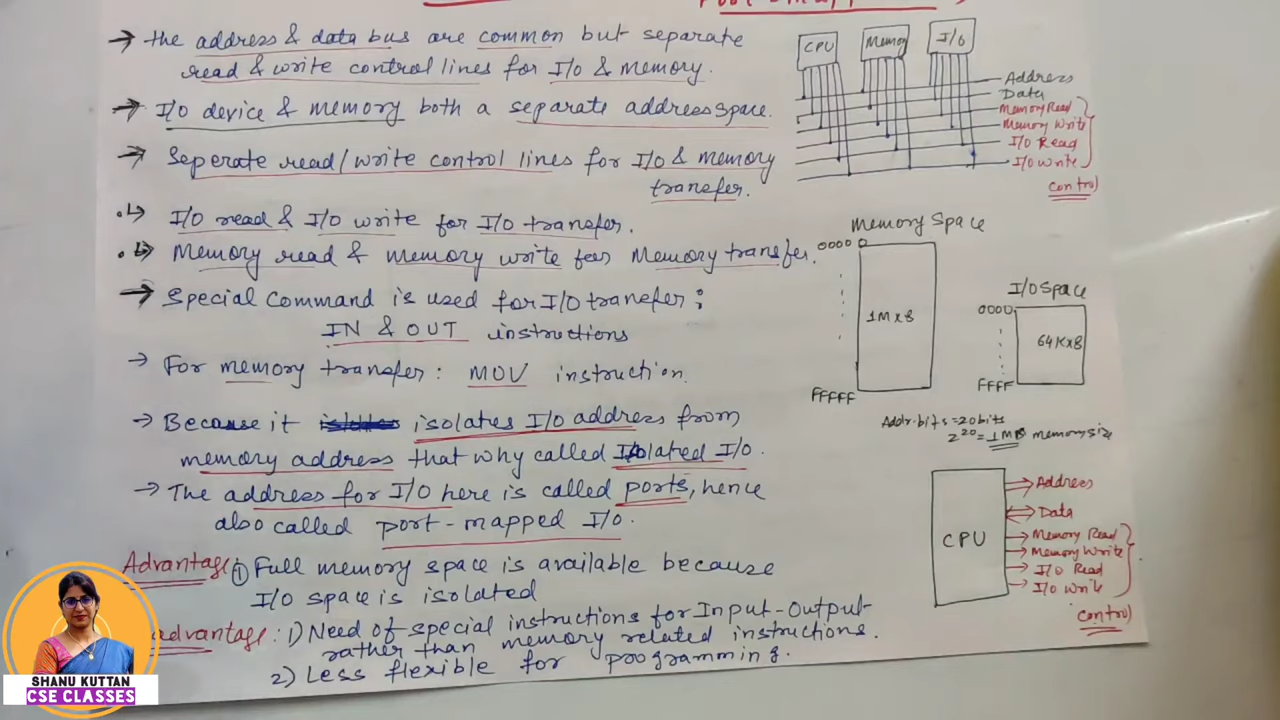 → the address & data bus are common but separate
read & write control lines for I/o & memory.
→ I/o device & memory both a separate address space.
→ Seperate read/write control lines for I/o & memory
transfer.
↳ I/o read & I/o write for I/o transfer.
↳ Memory read & memory write for Memory transfer.
→ Special Command is used for I/o transfer:
IN & OUT instructions
→ For memory transfer: MOV instruction.
→ Because it isolates I/o address from
memory address that why called Isolated I/o.
→ The address for I/o here is called ports, hence
also called port-mapped I/o.
Advantage ① Full memory space is available because
I/o space is isolated
advantage: 1) Need of special instructions for Input-Output
rather than memory related instructions.
2) Less flexible for programming.
CPU
Memory
I/o
Address
Data
Memory Read
Memory Write
I/o Read
I/o Write
Control
Memory Space
00000
1M x 8
FFFFF
I/o Space
0000
64K x 8
FFFF
Addr. bits = 20 bits
2^20 = 1MB memory size
CPU
Address
Data
Memory Read
Memory Write
I/o Read
I/o Write
Control
SHANU KUTTAN
CSE CLASSES